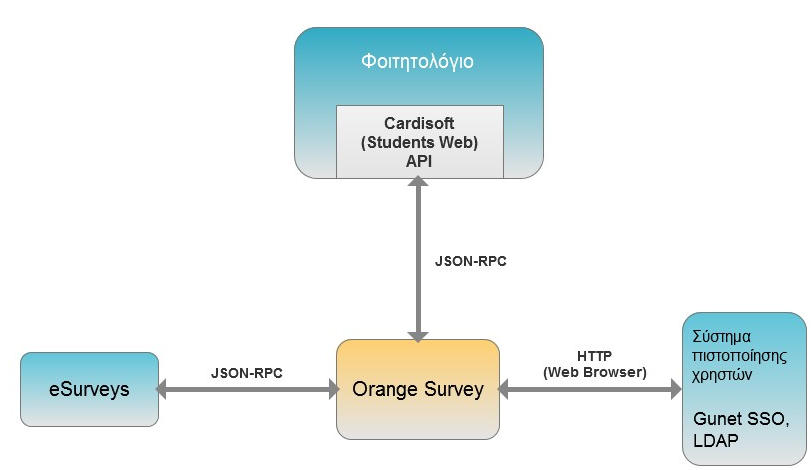 Φοιτητολόγιο
Cardisoft
(Students Web)
API
JSON-RPC
eSurveys
JSON-RPC
Orange Survey
HTTP
(Web Browser)
Σύστημα
πιστοποίησης
χρηστών
Gunet SSO,
LDAP